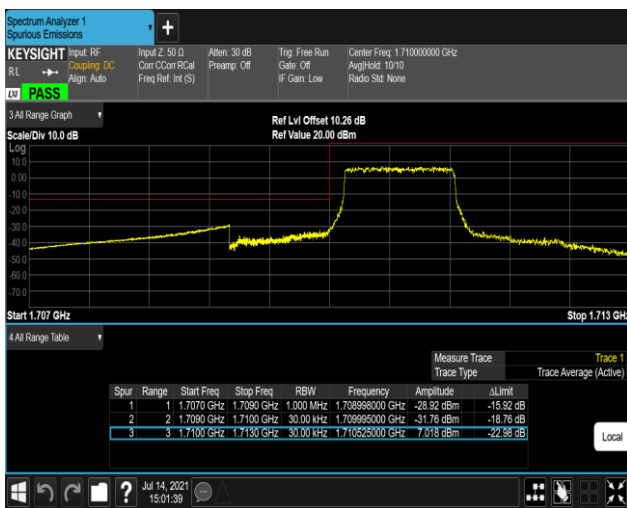 Spectrum Analyzer 1
Spurious Emissions
KEYSIGHT Input: RF Input Z: 50 Ω Atten: 30 dB Trig: Free Run Center Freq: 1.710000000 GHz
Coupling: DC Corr CCorr RCal Preamp: Off Gate: Off Avg|Hold: 10/10
RL Align: Auto Freq Ref: Int (S) IF Gain: Low Radio Std: None
LXI PASS
3 All Range Graph
Ref Lvl Offset 10.26 dB
Scale/Div 10.0 dB Ref Value 20.00 dBm
Log
10.0
0.00
-10.0
-20.0
-30.0
-40.0
-50.0
-60.0
-70.0
Start 1.707 GHz Stop 1.713 GHz
4 All Range Table
Measure Trace Trace 1
Trace Type Trace Average (Active)
Spur Range Start Freq Stop Freq RBW Frequency Amplitude ΔLimit
1 1 1.7070 GHz 1.7090 GHz 1.000 MHz 1.708998000 GHz -28.92 dBm -15.92 dB
2 2 1.7090 GHz 1.7100 GHz 30.00 kHz 1.709995000 GHz -31.76 dBm -18.76 dB
3 3 1.7100 GHz 1.7130 GHz 30.00 kHz 1.710525000 GHz 7.018 dBm -22.98 dB
Local
? Jul 14, 2021
15:01:39